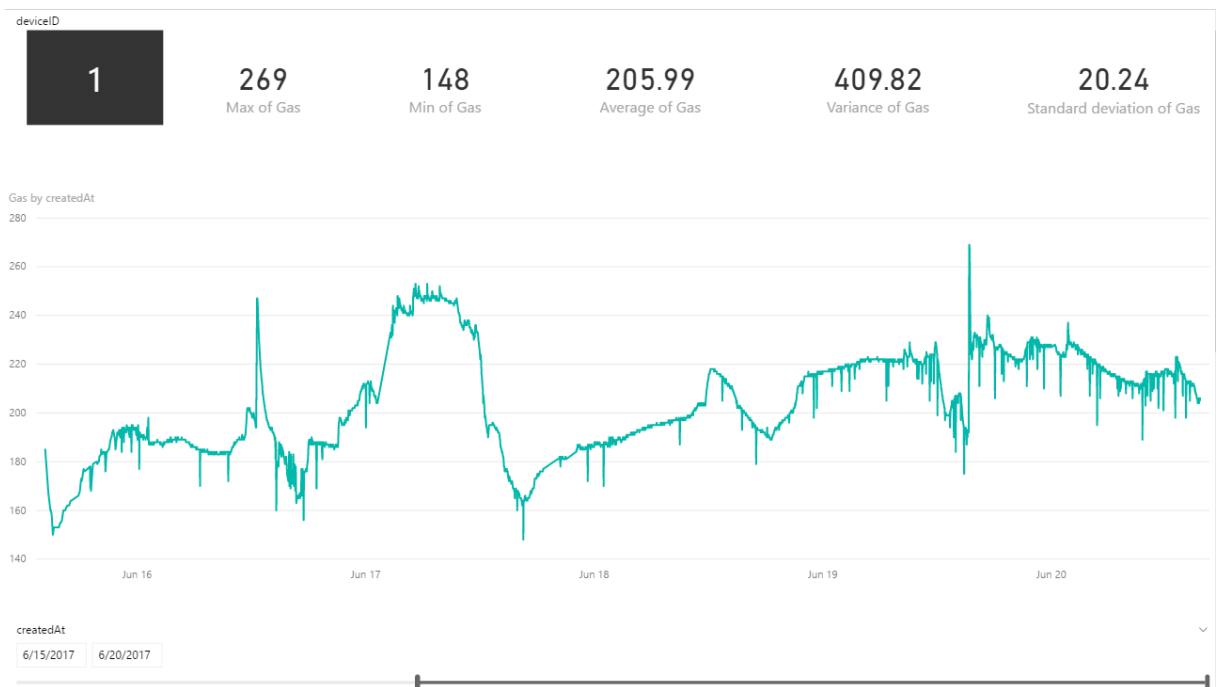 deviceID
1
269
Max of Gas
148
Min of Gas
205.99
Average of Gas
409.82
Variance of Gas
20.24
Standard deviation of Gas
Gas by createdAt
280
260
240
220
200
180
160
140
Jun 16 Jun 17 Jun 18 Jun 19 Jun 20
createdAt
6/15/2017 6/20/2017